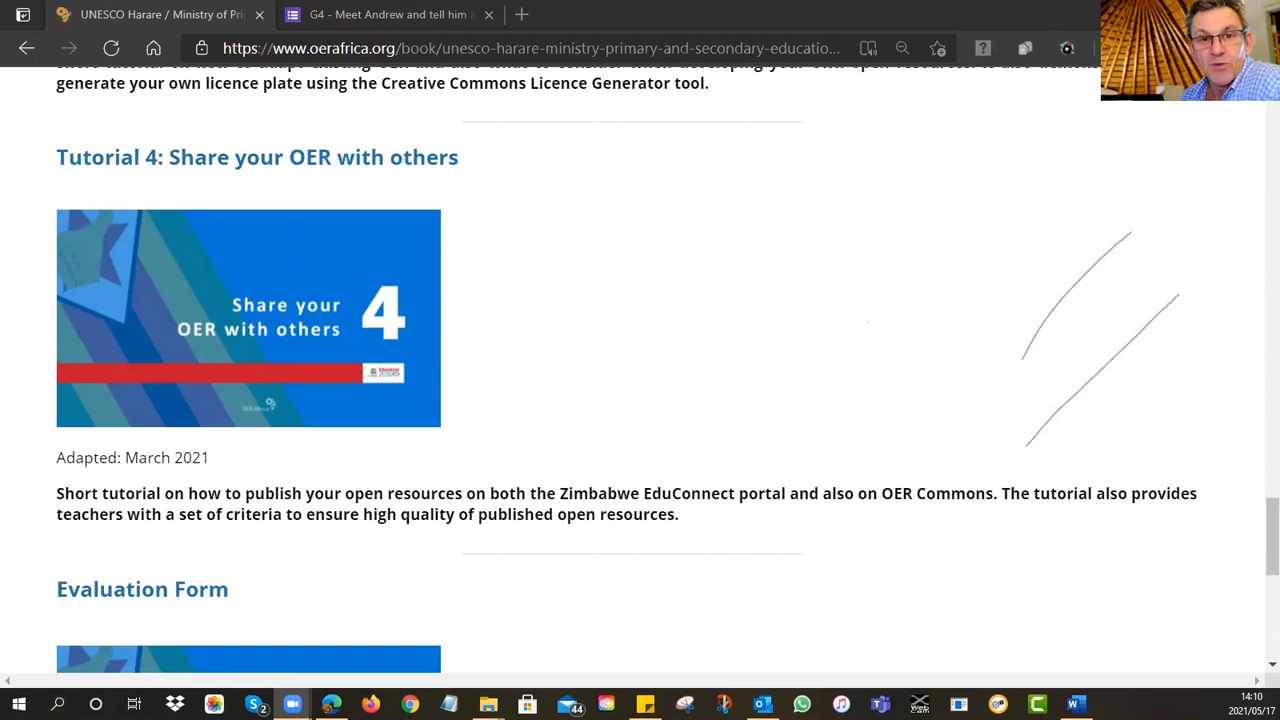 UNESCO Harare / Ministry of Pri
G4 - Meet Andrew and tell him a
https://www.oerafrica.org/book/unesco-harare-ministry-primary-and-secondary-educatio...
generate your own licence plate using the Creative Commons Licence Generator tool.
Tutorial 4: Share your OER with others
Share your
OER with others
4
Adapted: March 2021
Short tutorial on how to publish your open resources on both the Zimbabwe EduConnect portal and also on OER Commons. The tutorial also provides
teachers with a set of criteria to ensure high quality of published open resources.
Evaluation Form
2
44
14:10
2021/05/17